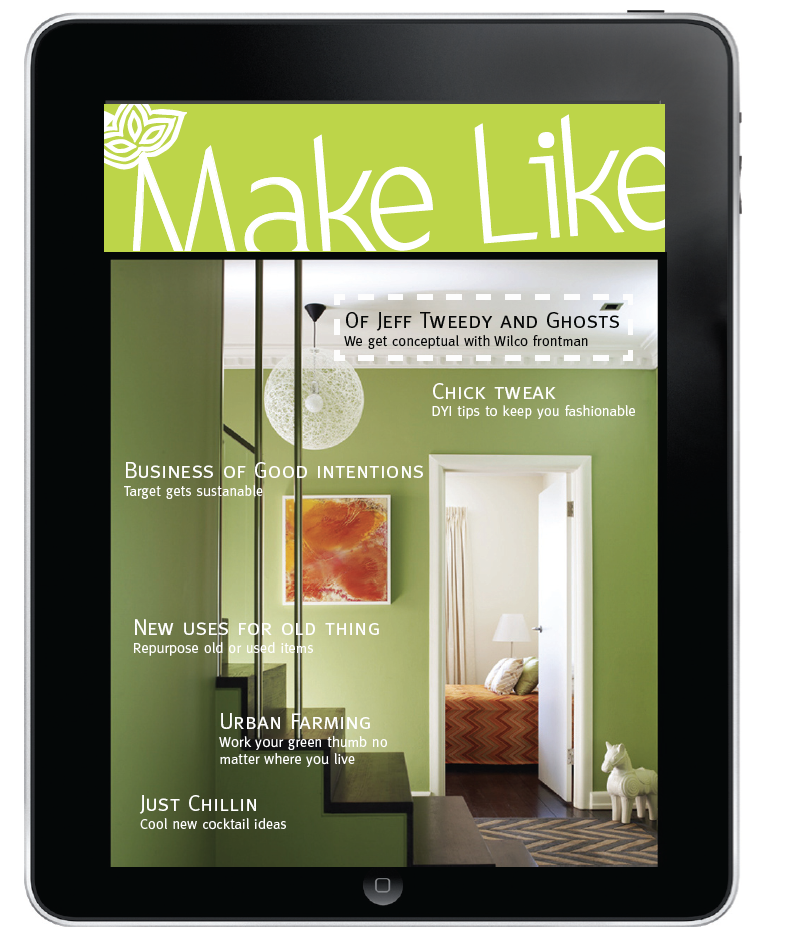 Make Like
Of Jeff Tweedy and Ghosts
We get conceptual with Wilco frontman
Chick tweak
DYI tips to keep you fashionable
Business of Good intentions
Target gets sustanable
New uses for old thing
Repurpose old or used items
Urban Farming
Work your green thumb no
matter where you live
Just Chillin
Cool new cocktail ideas